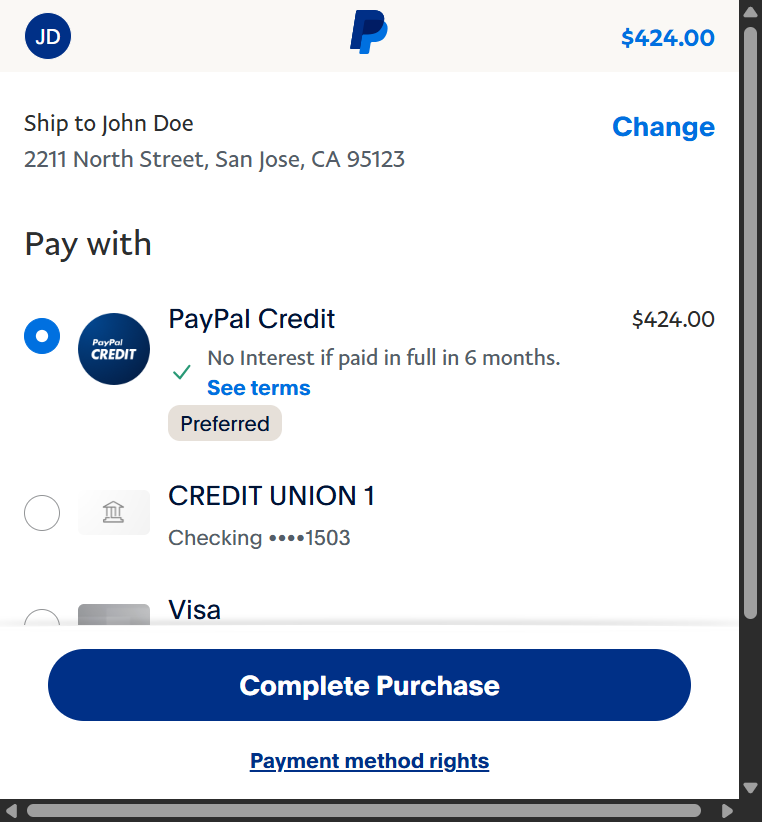 JD
$424.00
Ship to John Doe
Change
2211 North Street, San Jose, CA 95123
Pay with
PayPal Credit
$424.00
PayPal
CREDIT
No Interest if paid in full in 6 months.
See terms
Preferred
CREDIT UNION 1
Checking ••••1503
Visa
Complete Purchase
Payment method rights